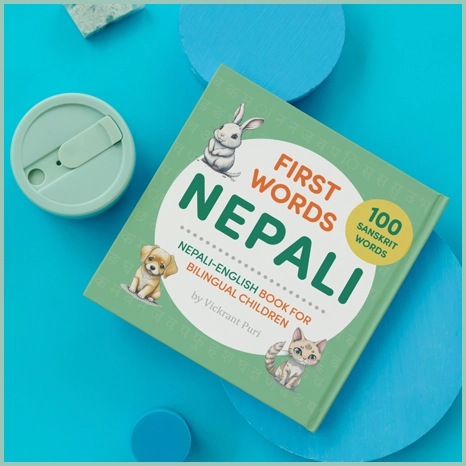 FIRST
WORDS
NEPALI
100
SANSKRIT
WORDS
NEPALI-ENGLISH BOOK FOR
BILINGUAL CHILDREN
by Vickrant Puri